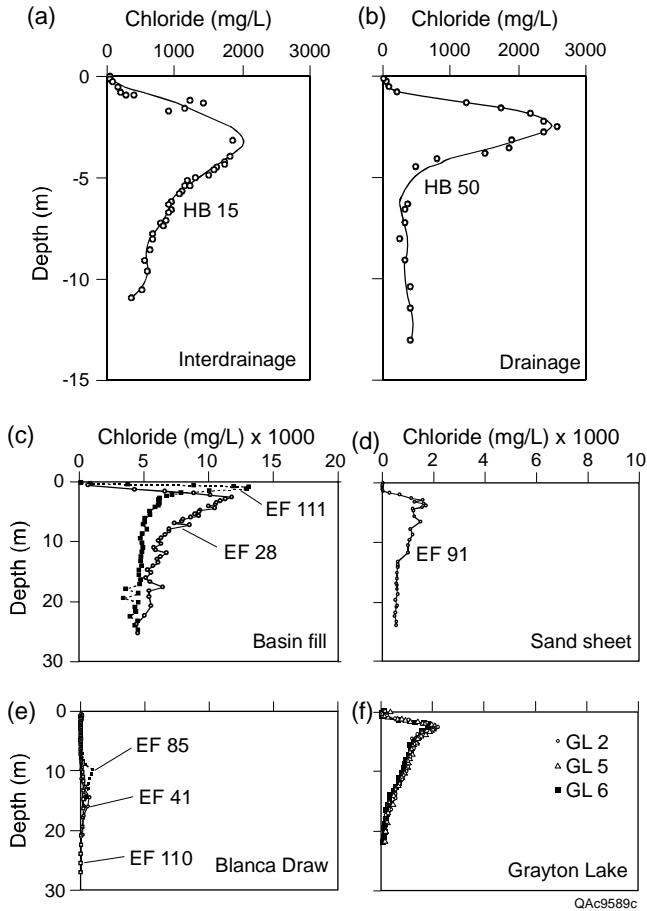 (a)
Chloride (mg/L)
0 1000 2000 3000
0
-5
-10
-15
Depth (m)
HB 15
Interdrainage
(b)
Chloride (mg/L)
0 1000 2000 3000
HB 50
Drainage
(c)
Chloride (mg/L) x 1000
0 5 10 15 20
0
10
20
30
Depth (m)
EF 111
EF 28
Basin fill
(d)
Chloride (mg/L) x 1000
0 2 4 6 8 10
EF 91
Sand sheet
(e)
0
10
20
30
Depth (m)
EF 85
EF 41
EF 110
Blanca Draw
(f)
GL 2
GL 5
GL 6
Grayton Lake
QAc9589c